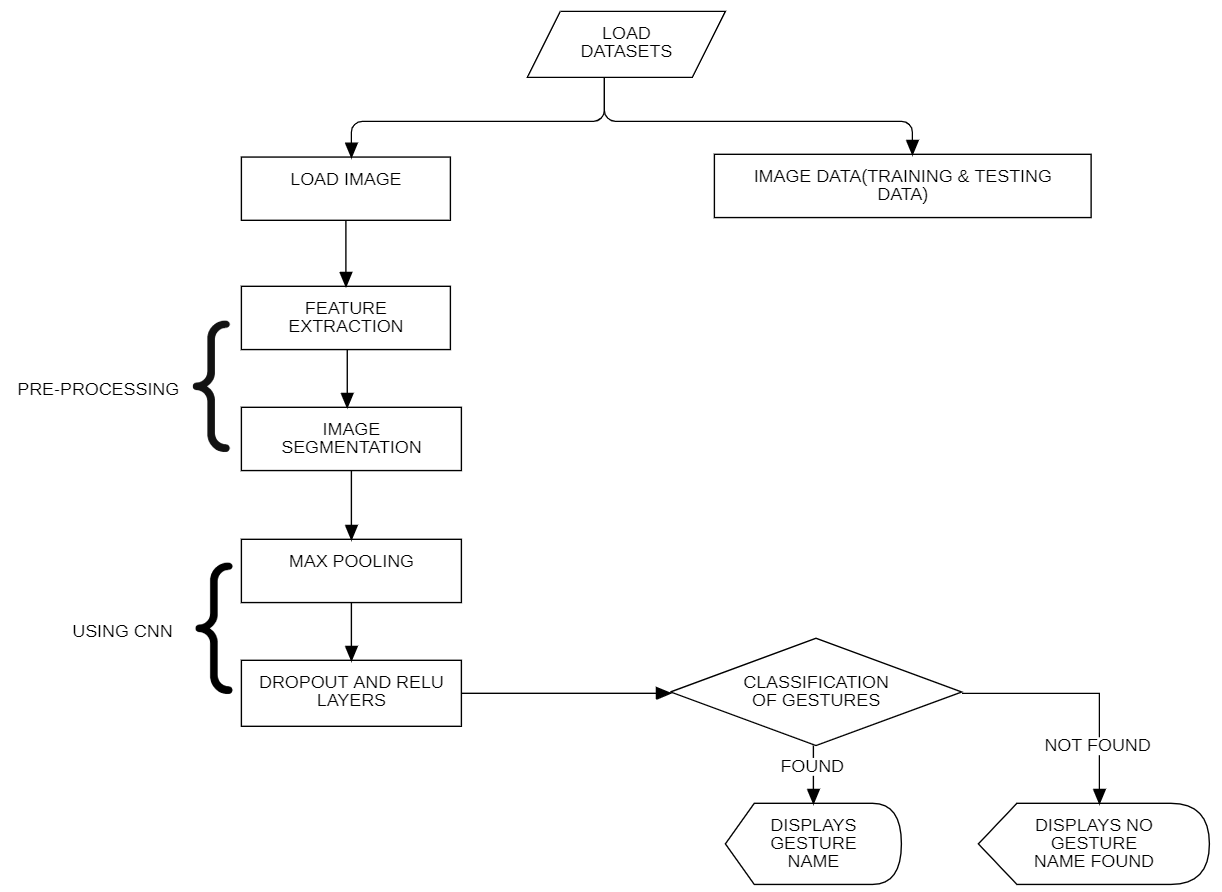 LOAD
DATASETS
LOAD IMAGE
IMAGE DATA(TRAINING & TESTING
DATA)
FEATURE
EXTRACTION
PRE-PROCESSING
IMAGE
SEGMENTATION
MAX POOLING
USING CNN
DROPOUT AND RELU
LAYERS
CLASSIFICATION
OF GESTURES
NOT FOUND
FOUND
DISPLAYS
GESTURE
NAME
DISPLAYS NO
GESTURE
NAME FOUND